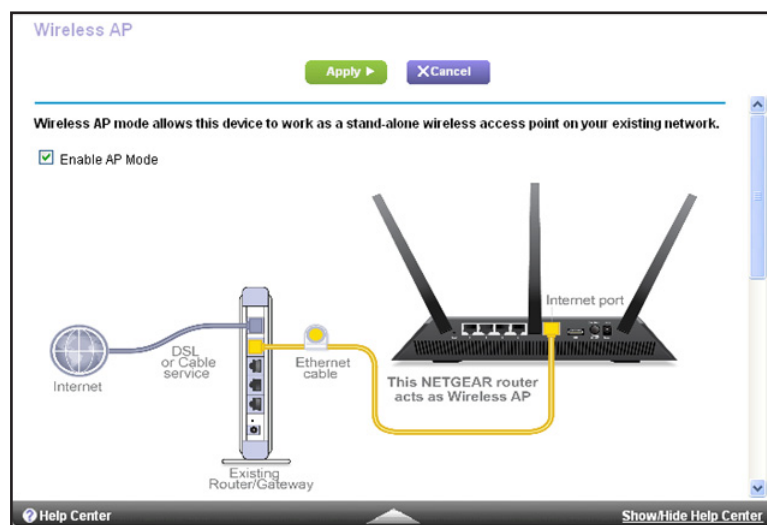 Wireless AP
Apply
Cancel
Wireless AP mode allows this device to work as a stand-alone wireless access point on your existing network.
Enable AP Mode
Internet port
Internet
DSL
or Cable
service
Ethernet
cable
This NETGEAR router
acts as Wireless AP
Existing
Router/Gateway
Help Center
Show/Hide Help Center